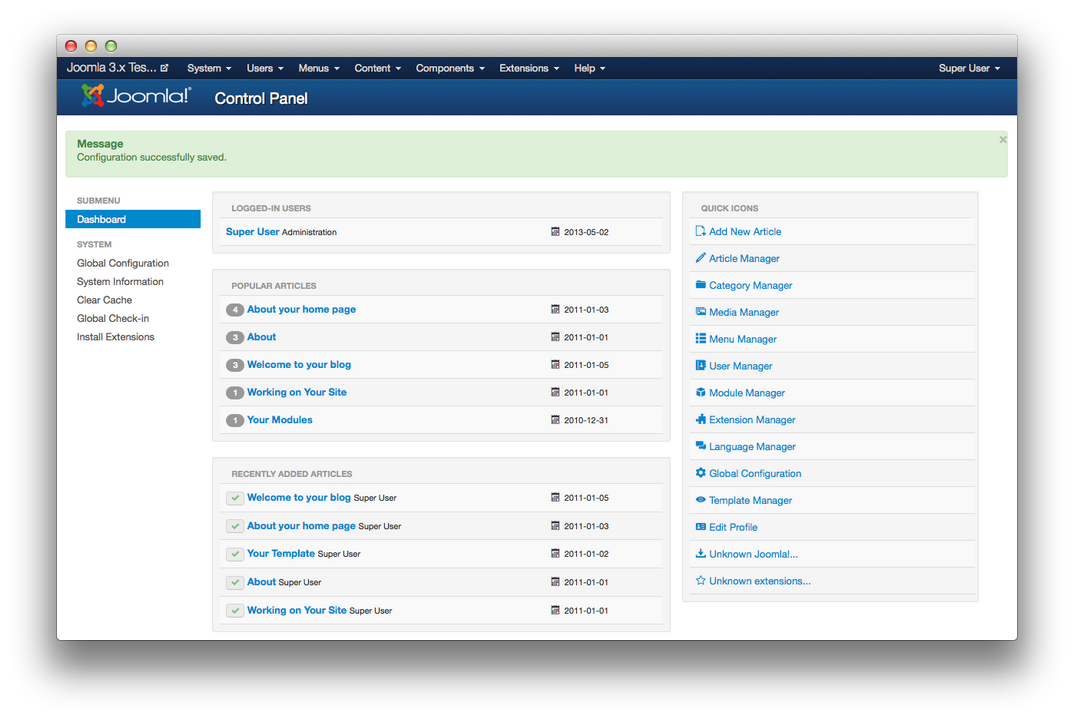 Joomla 3.x Tes... System Users Menus Content Components Extensions Help Super User
Joomla!® Control Panel
Message
×
Configuration successfully saved.
SUBMENU
Dashboard
SYSTEM
Global Configuration
System Information
Clear Cache
Global Check-in
Install Extensions
LOGGED-IN USERS
Super User Administration 2013-05-02
POPULAR ARTICLES
4 About your home page 2011-01-03
3 About 2011-01-01
3 Welcome to your blog 2011-01-05
1 Working on Your Site 2011-01-01
1 Your Modules 2010-12-31
RECENTLY ADDED ARTICLES
Welcome to your blog Super User 2011-01-05
About your home page Super User 2011-01-03
Your Template Super User 2011-01-02
About Super User 2011-01-01
Working on Your Site Super User 2011-01-01
QUICK ICONS
Add New Article
Article Manager
Category Manager
Media Manager
Menu Manager
User Manager
Module Manager
Extension Manager
Language Manager
Global Configuration
Template Manager
Edit Profile
Unknown Joomla!...
Unknown extensions...